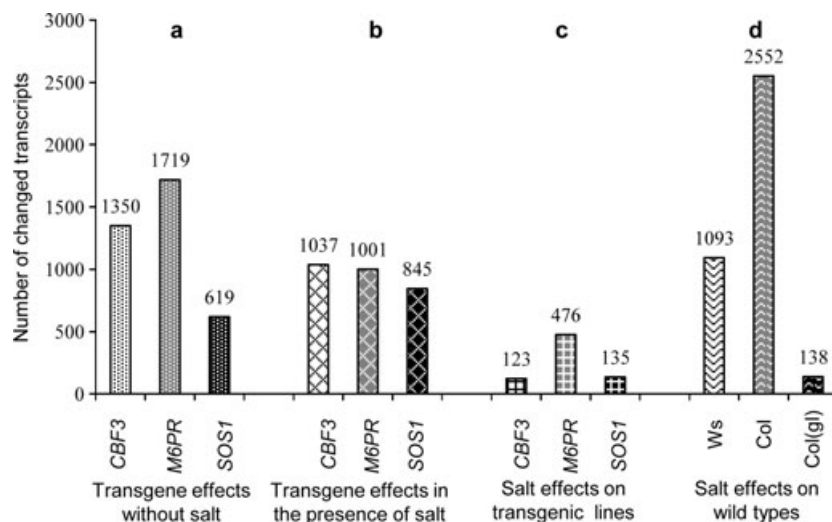 Number of changed transcripts
3000
2500
2000
1500
1000
500
0
a
b
c
d
1350
1719
619
1037
1001
845
123
476
135
1093
2552
138
CBF3
M6PR
SOS1
CBF3
M6PR
SOS1
CBF3
M6PR
SOS1
Ws
Col
Col(gl)
Transgene effects
without salt
Transgene effects in
the presence of salt
Salt effects on
transgenic lines
Salt effects on
wild types